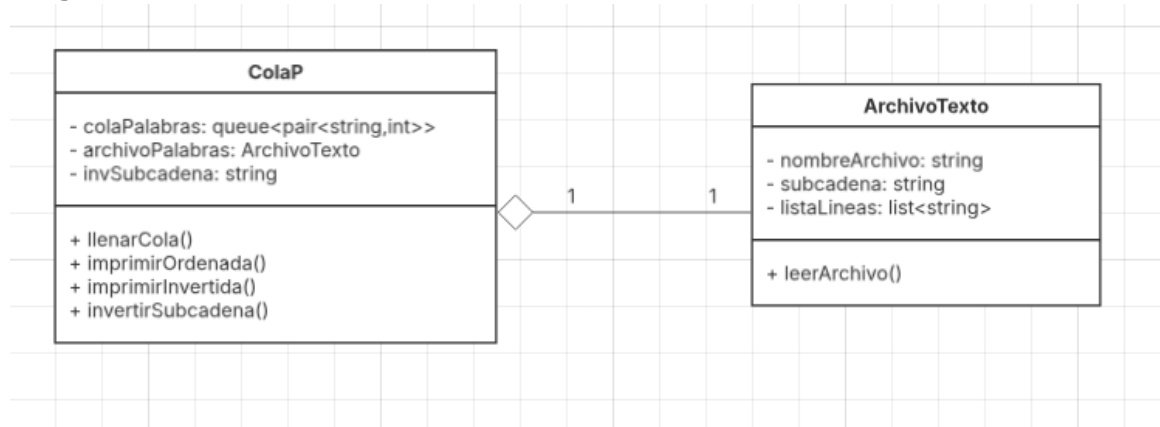 ColaP
- colaPalabras: queue<pair<string,int>>
- archivoPalabras: ArchivoTexto
- invSubcadena: string
+ llenarCola()
+ imprimirOrdenada()
+ imprimirInvertida()
+ invertirSubcadena()
1
1
ArchivoTexto
- nombreArchivo: string
- subcadena: string
- listaLineas: list<string>
+ leerArchivo()